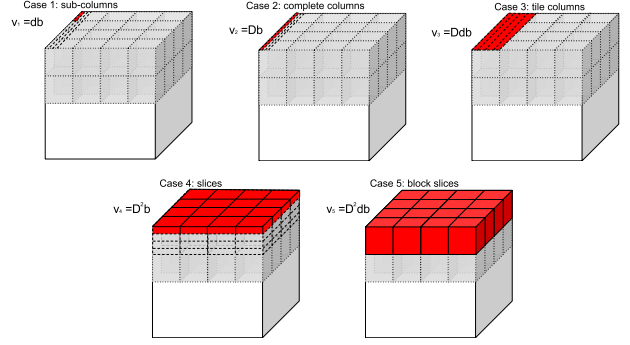 Case 1: sub-columns
v₁ =db
Case 2: complete columns
v₂ =Db
Case 3: tile columns
v₃ =Ddb
Case 4: slices
v₄ =D²b
Case 5: block slices
v₅ =D²db